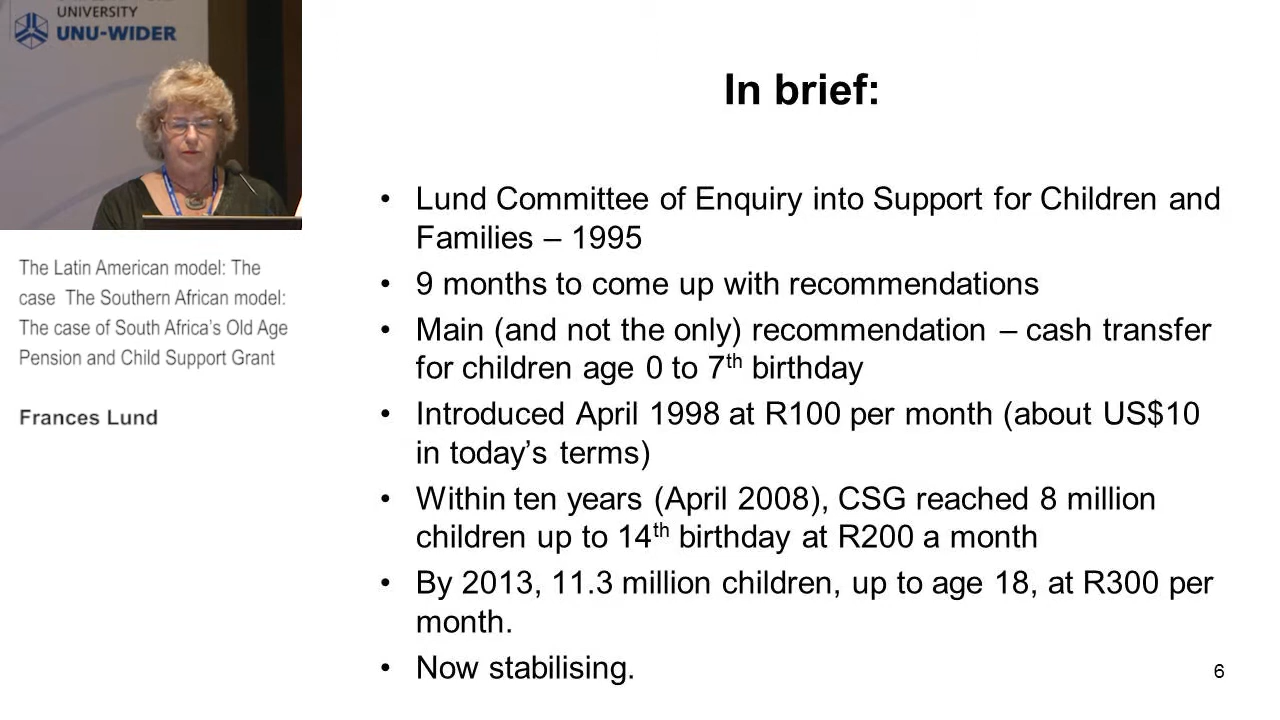 UNIVERSITY
UNU-WIDER
The Latin American model: The
case  The Southern African model:
The case of South Africa's Old Age
Pension and Child Support Grant
Frances Lund
In brief:
• Lund Committee of Enquiry into Support for Children and
Families – 1995
• 9 months to come up with recommendations
• Main (and not the only) recommendation – cash transfer
for children age 0 to 7th birthday
• Introduced April 1998 at R100 per month (about US$10
in today's terms)
• Within ten years (April 2008), CSG reached 8 million
children up to 14th birthday at R200 a month
• By 2013, 11.3 million children, up to age 18, at R300 per
month.
• Now stabilising.
6